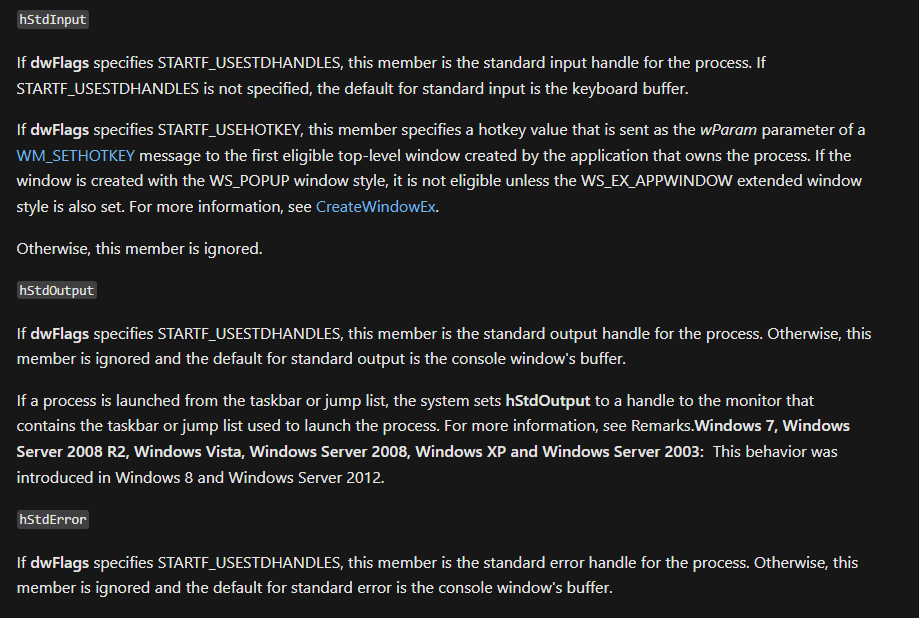 hStdInput
If dwFlags specifies STARTF_USESTDHANDLES, this member is the standard input handle for the process. If
STARTF_USESTDHANDLES is not specified, the default for standard input is the keyboard buffer.
If dwFlags specifies STARTF_USEHOTKEY, this member specifies a hotkey value that is sent as the wParam parameter of a
WM_SETHOTKEY message to the first eligible top-level window created by the application that owns the process. If the
window is created with the WS_POPUP window style, it is not eligible unless the WS_EX_APPWINDOW extended window
style is also set. For more information, see CreateWindowEx.
Otherwise, this member is ignored.
hStdOutput
If dwFlags specifies STARTF_USESTDHANDLES, this member is the standard output handle for the process. Otherwise, this
member is ignored and the default for standard output is the console window's buffer.
If a process is launched from the taskbar or jump list, the system sets hStdOutput to a handle to the monitor that
contains the taskbar or jump list used to launch the process. For more information, see Remarks.Windows 7, Windows
Server 2008 R2, Windows Vista, Windows Server 2008, Windows XP and Windows Server 2003: This behavior was
introduced in Windows 8 and Windows Server 2012.
hStdError
If dwFlags specifies STARTF_USESTDHANDLES, this member is the standard error handle for the process. Otherwise, this
member is ignored and the default for standard error is the console window's buffer.